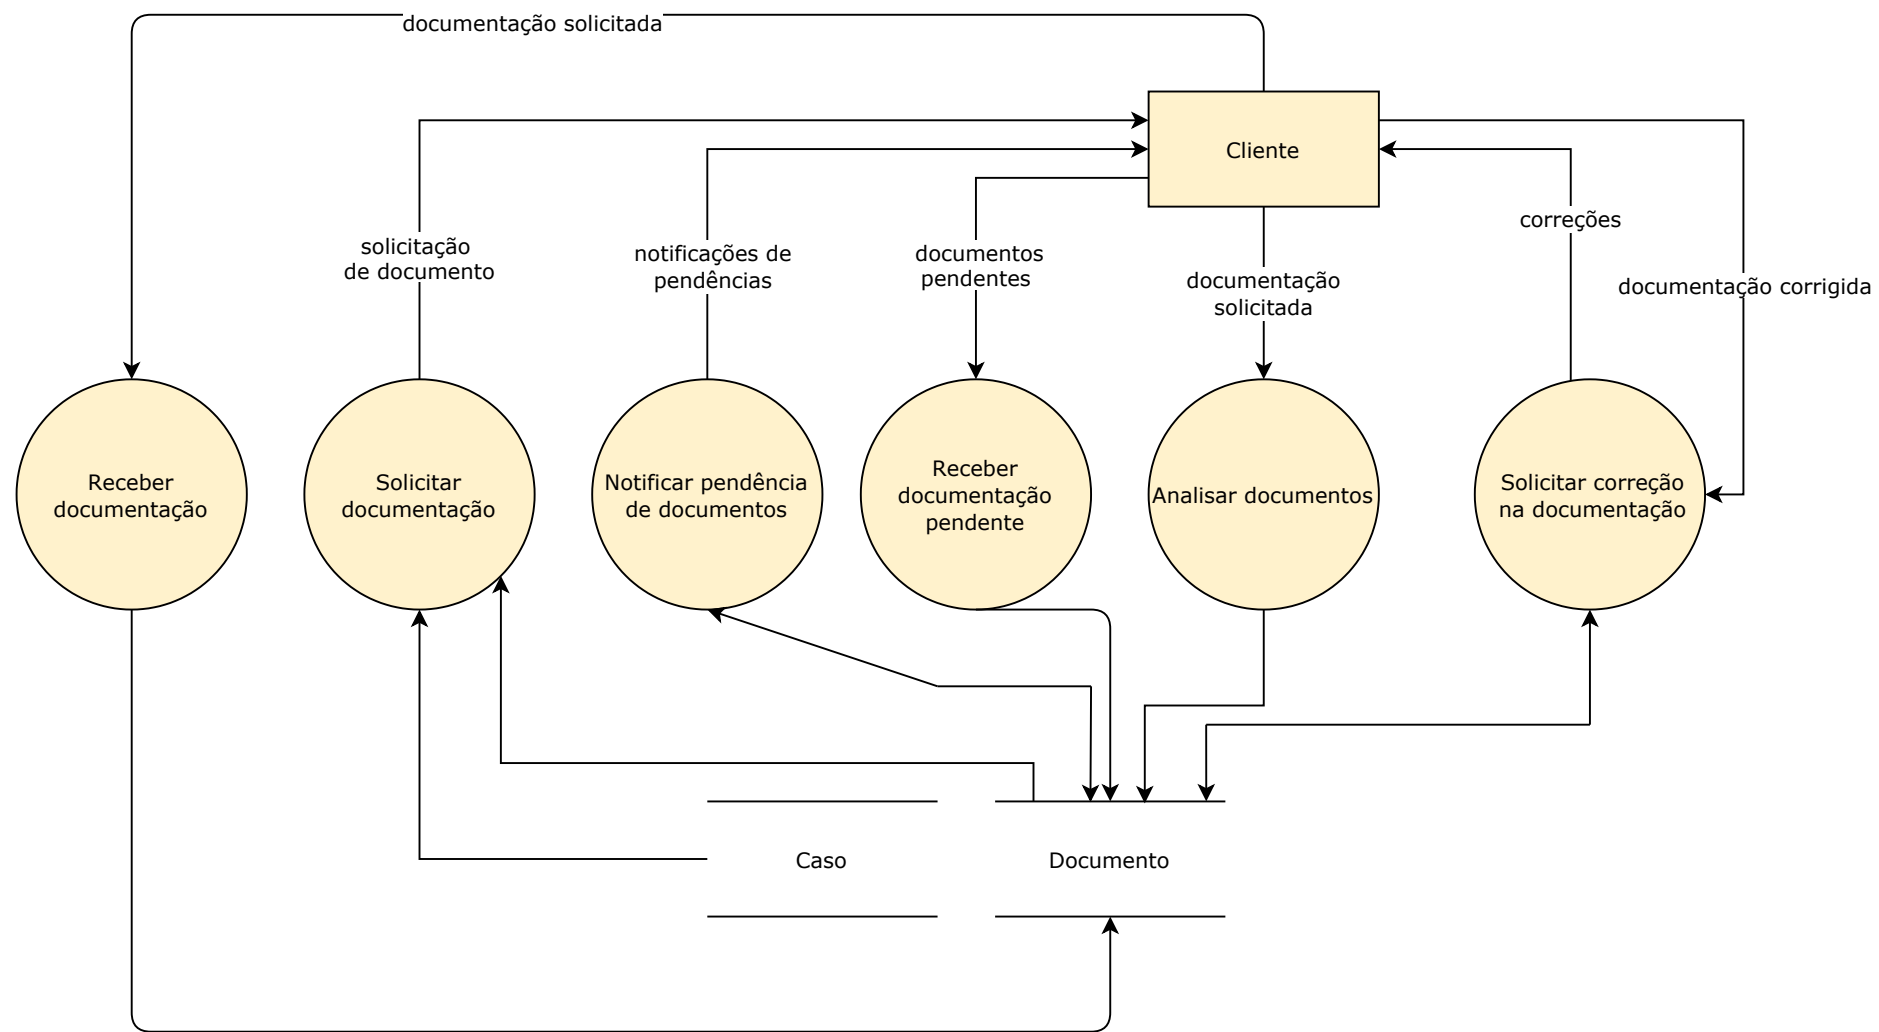 documentação solicitada
Cliente
solicitação
de documento
notificações de
pendências
documentos
pendentes
documentação
solicitada
correções
documentação corrigida
Receber
documentação
Solicitar
documentação
Notificar pendência
de documentos
Receber
documentação
pendente
Analisar documentos
Solicitar correção
na documentação
Caso
Documento